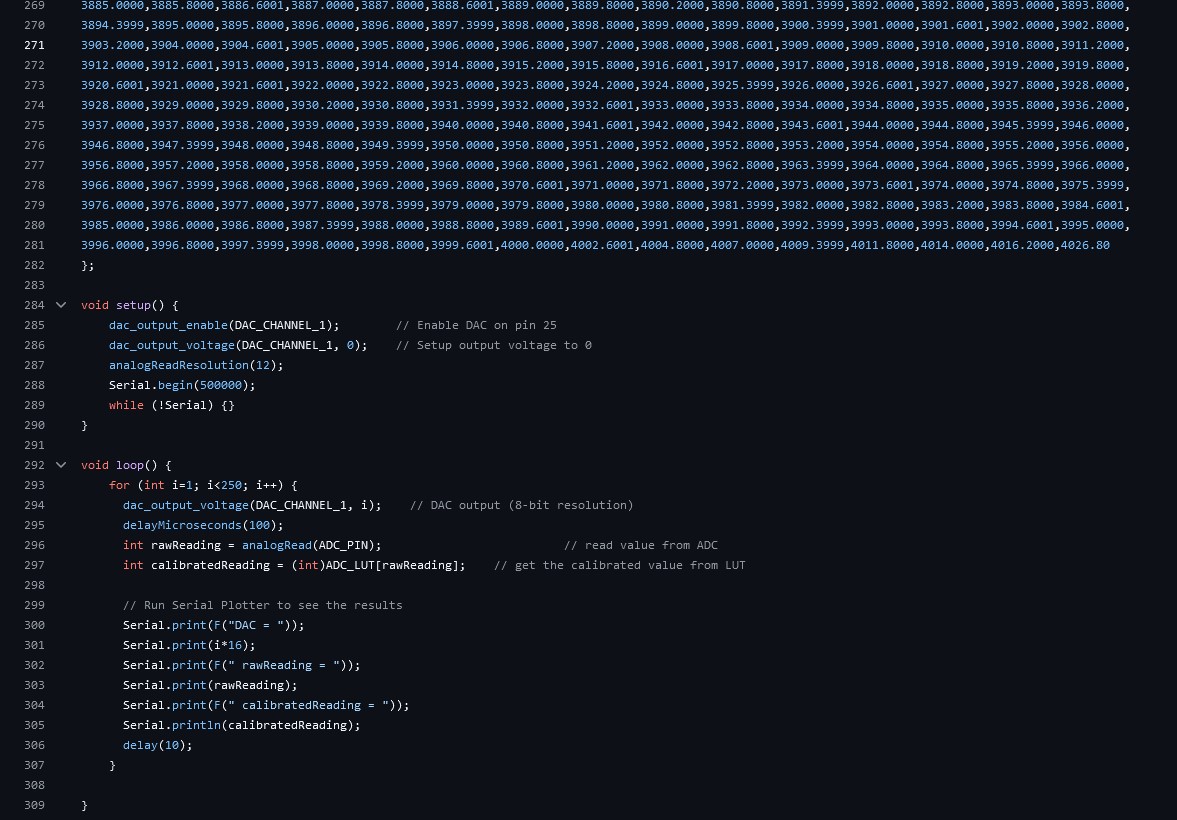 269 3885.0000,3885.8000,3886.6001,3887.0000,3887.8000,3888.6001,3889.0000,3889.8000,3890.2000,3890.8000,3891.3999,3892.0000,3892.8000,3893.0000,3893.8000,
270 3894.3999,3895.0000,3895.8000,3896.0000,3896.8000,3897.3999,3898.0000,3898.8000,3899.0000,3899.8000,3900.3999,3901.0000,3901.6001,3902.0000,3902.8000,
271 3903.2000,3904.0000,3904.6001,3905.0000,3905.8000,3906.0000,3906.8000,3907.2000,3908.0000,3908.6001,3909.0000,3909.8000,3910.0000,3910.8000,3911.2000,
272 3912.0000,3912.6001,3913.0000,3913.8000,3914.0000,3914.8000,3915.2000,3915.8000,3916.6001,3917.0000,3917.8000,3918.0000,3918.8000,3919.2000,3919.8000,
273 3920.6001,3921.0000,3921.6001,3922.0000,3922.8000,3923.0000,3923.8000,3924.2000,3924.8000,3925.3999,3926.0000,3926.6001,3927.0000,3927.8000,3928.0000,
274 3928.8000,3929.0000,3929.8000,3930.2000,3930.8000,3931.3999,3932.0000,3932.6001,3933.0000,3933.8000,3934.0000,3934.8000,3935.0000,3935.8000,3936.2000,
275 3937.0000,3937.8000,3938.2000,3939.0000,3939.8000,3940.0000,3940.8000,3941.6001,3942.0000,3942.8000,3943.6001,3944.0000,3944.8000,3945.3999,3946.0000,
276 3946.8000,3947.3999,3948.0000,3948.8000,3949.3999,3950.0000,3950.8000,3951.2000,3952.0000,3952.8000,3953.2000,3954.0000,3954.8000,3955.2000,3956.0000,
277 3956.8000,3957.2000,3958.0000,3958.8000,3959.2000,3960.0000,3960.8000,3961.2000,3962.0000,3962.8000,3963.3999,3964.0000,3964.8000,3965.3999,3966.0000,
278 3966.8000,3967.3999,3968.0000,3968.8000,3969.2000,3969.8000,3970.6001,3971.0000,3971.8000,3972.2000,3973.0000,3973.6001,3974.0000,3974.8000,3975.3999,
279 3976.0000,3976.8000,3977.0000,3977.8000,3978.3999,3979.0000,3979.8000,3980.0000,3980.8000,3981.3999,3982.0000,3982.8000,3983.2000,3983.8000,3984.6001,
280 3985.0000,3986.0000,3986.8000,3987.3999,3988.0000,3988.8000,3989.6001,3990.0000,3991.0000,3991.8000,3992.3999,3993.0000,3993.8000,3994.6001,3995.0000,
281 3996.0000,3996.8000,3997.3999,3998.0000,3998.8000,3999.6001,4000.0000,4002.6001,4004.8000,4007.0000,4009.3999,4011.8000,4014.0000,4016.2000,4026.80
282 };
283
284 void setup() {
285 dac_output_enable(DAC_CHANNEL_1); // Enable DAC on pin 25
286 dac_output_voltage(DAC_CHANNEL_1, 0); // Setup output voltage to 0
287 analogReadResolution(12);
288 Serial.begin(500000);
289 while (!Serial) {}
290 }
291
292 void loop() {
293 for (int i=1; i<250; i++) {
294 dac_output_voltage(DAC_CHANNEL_1, i); // DAC output (8-bit resolution)
295 delayMicroseconds(100);
296 int rawReading = analogRead(ADC_PIN); // read value from ADC
297 int calibratedReading = (int)ADC_LUT[rawReading]; // get the calibrated value from LUT
298
299 // Run Serial Plotter to see the results
300 Serial.print(F("DAC = "));
301 Serial.print(i*16);
302 Serial.print(F(" rawReading = "));
303 Serial.print(rawReading);
304 Serial.print(F(" calibratedReading = "));
305 Serial.println(calibratedReading);
306 delay(10);
307 }
308
309 }